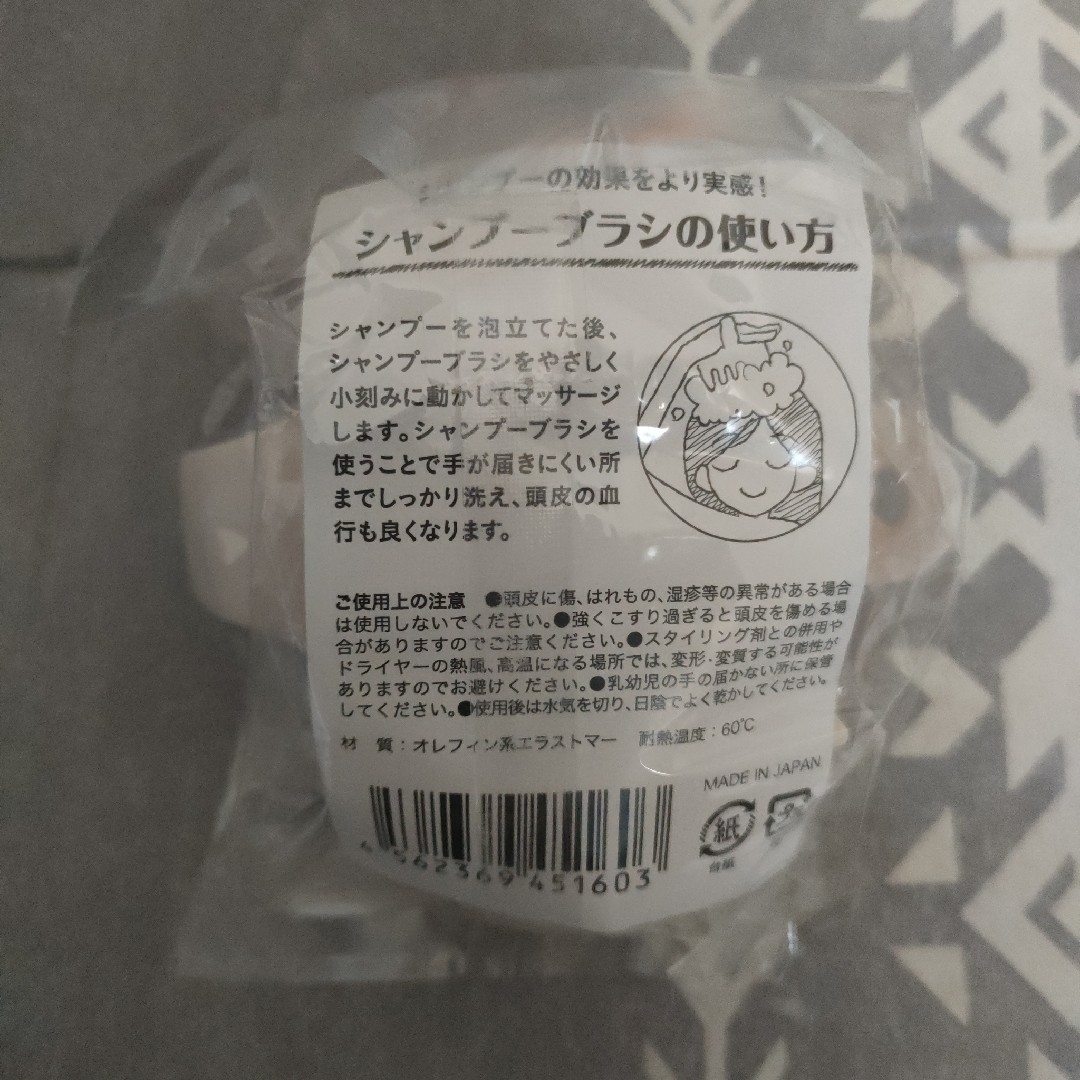 シャンプーの効果をより実感!
シャンプーブラシの使い方
シャンプーを泡立てた後、
シャンプーブラシをやさしく
小刻みに動かしてマッサージ
します。シャンプーブラシを
使うことで手が届きにくい所
までしっかり洗え、頭皮の血
行も良くなります。
ご使用上の注意 ●頭皮に傷、はれもの、湿疹等の異常がある場合
は使用しないでください。●強くこすり過ぎると頭皮を傷める場
合がありますのでご注意ください。●スタイリング剤との併用や
ドライヤーの熱風、高温になる場所では、変形・変質する可能性が
ありますのでお避けください。●乳幼児の手の届かない所に保管
してください。●使用後は水気を切り、日陰でよく乾かしてください。
材 質:オレフィン系エラストマー 耐熱温度:60℃
MADE IN JAPAN
紙
台紙
4562369 451603